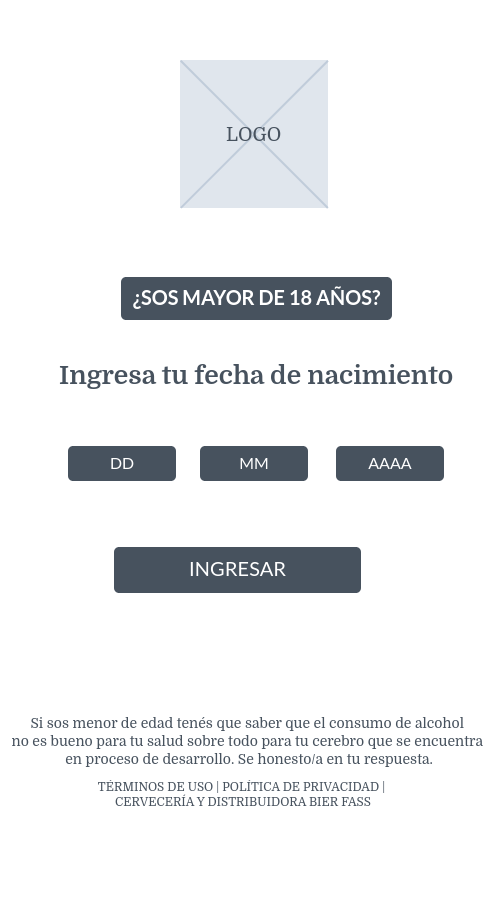 LOGO
¿SOS MAYOR DE 18 AÑOS?
Ingresa tu fecha de nacimiento
DD MM AAAA
INGRESAR
Si sos menor de edad tenés que saber que el consumo de alcohol
no es bueno para tu salud sobre todo para tu cerebro que se encuentra
en proceso de desarrollo. Se honesto/a en tu respuesta.
TÉRMINOS DE USO | POLÍTICA DE PRIVACIDAD |
CERVECERÍA Y DISTRIBUIDORA BIER FASS